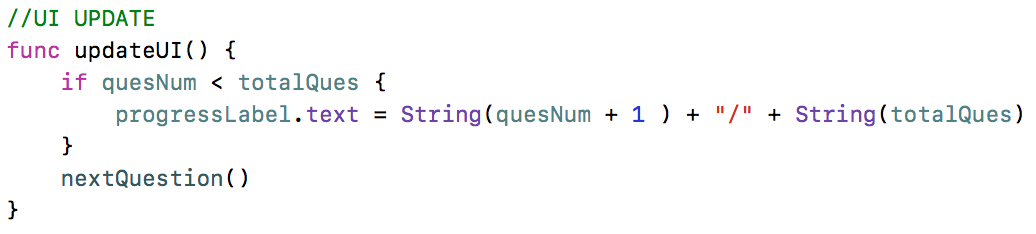 //UI UPDATE
func updateUI() {
    if quesNum < totalQues {
        progressLabel.text = String(quesNum + 1 ) + "/" + String(totalQues)
    }
    nextQuestion()
}